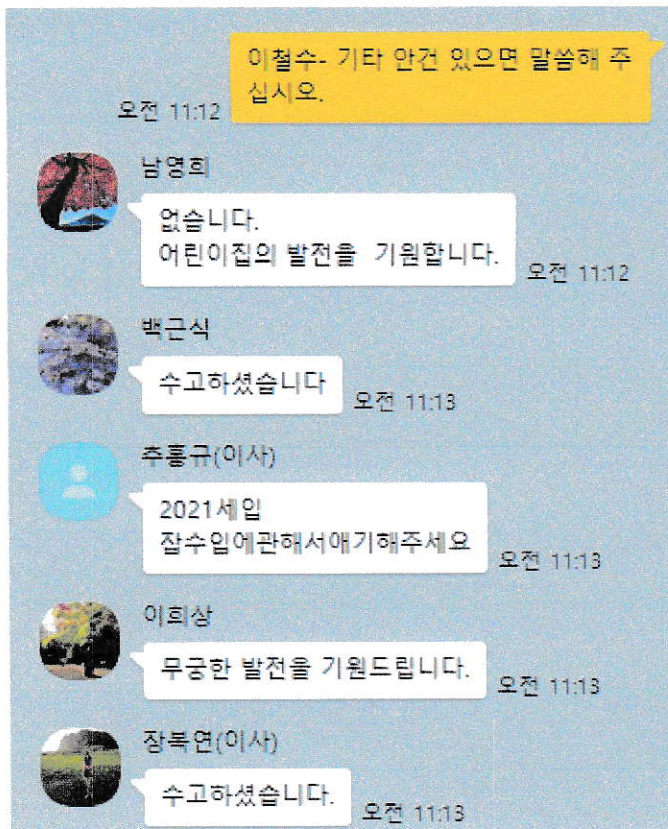 이철수- 기타 안건 있으면 말씀해 주
십시오.
오전 11:12
남영희
없습니다.
어린이집의 발전을 기원합니다.
오전 11:12
백근식
수고하셨습니다
오전 11:13
추홍규(이사)
2021세입
잡수입에관해서얘기해주세요
오전 11:13
이희상
무궁한 발전을 기원드립니다.
오전 11:13
장북연(이사)
수고하셨습니다.
오전 11:13